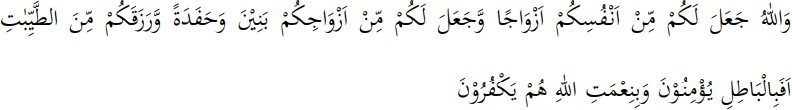 وَاللّٰهُ جَعَلَ لَكُمْ مِّنْ اَنْفُسِكُمْ اَزْوَاجًا وَّجَعَلَ لَكُمْ مِّنْ اَزْوَاجِكُمْ بَنِيْنَ وَحَفَدَةً وَّرَزَقَكُمْ مِّنَ الطَّيِّبٰتِ
اَفَبِالْبَاطِلِ يُؤْمِنُوْنَ وَبِنِعْمَتِ اللّٰهِ هُمْ يَكْفُرُوْنَ